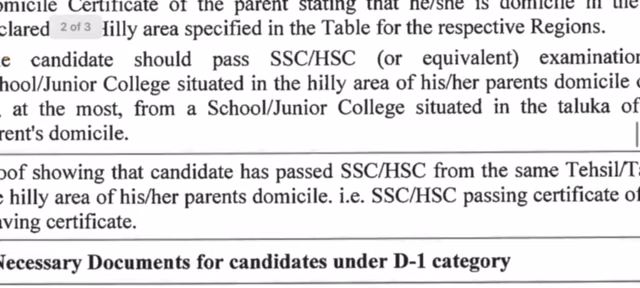 omicile Certificate of the parent stating that he/she is domicile in the
clared 2 of 3 Hilly area specified in the Table for the respective Regions.
e candidate should pass SSC/HSC (or equivalent) examination
hool/Junior College situated in the hilly area of his/her parents domicile
, at the most, from a School/Junior College situated in the taluka of
rent's domicile.
oof showing that candidate has passed SSC/HSC from the same Tehsil/Ta
e hilly area of his/her parents domicile. i.e. SSC/HSC passing certificate of
ving certificate.
Necessary Documents for candidates under D-1 category